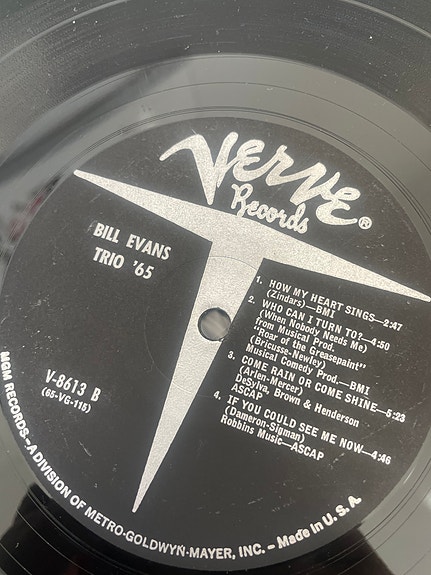 Verve
Records®
BILL EVANS
TRIO '65
1. HOW MY HEART SINGS—2:47
(Zindars)—BMI
2. WHO CAN I TURN TO?—4:50
(When Nobody Needs Me)
from Musical Prod.
"Roar of the Greasepaint"
(Bricusse-Newley)
Musical Comedy Prod.—BMI
3. COME RAIN OR COME SHINE—5:23
(Arlen-Mercer)
DeSylva, Brown & Henderson
ASCAP
4. IF YOU COULD SEE ME NOW—4:46
(Dameron-Sigman)
Robbins Music—ASCAP
V-8613 B
(65-VG-115)
MGM RECORDS—A DIVISION OF METRO-GOLDWYN-MAYER, INC. – Made in U. S. A.